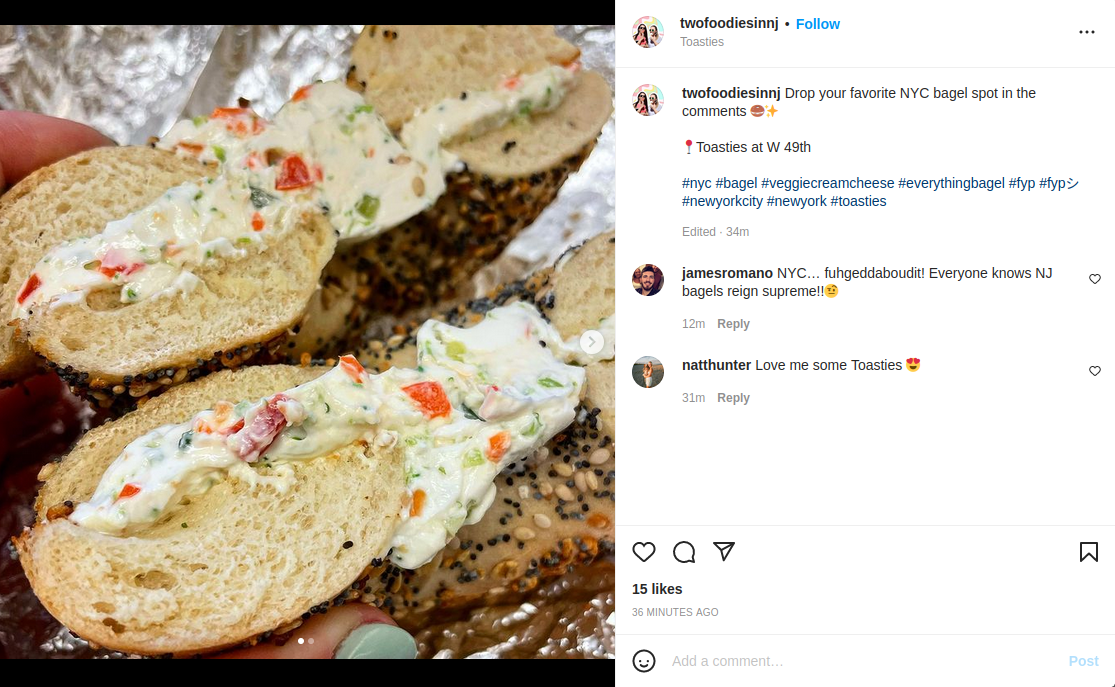 twofoodiesinnj • Follow
Toasties
twofoodiesinnj Drop your favorite NYC bagel spot in the
comments 🍔✨
📍Toasties at W 49th
#nyc #bagel #veggiecreamcheese #everythingbagel #fyp #fypシ
#newyorkcity #newyork #toasties
Edited · 34m
jamesromano NYC… fuhgeddaboudit! Everyone knows NJ
bagels reign supreme!!🤨
12m Reply
natthunter Love me some Toasties 😍
31m Reply
15 likes
36 MINUTES AGO
Add a comment…
Post